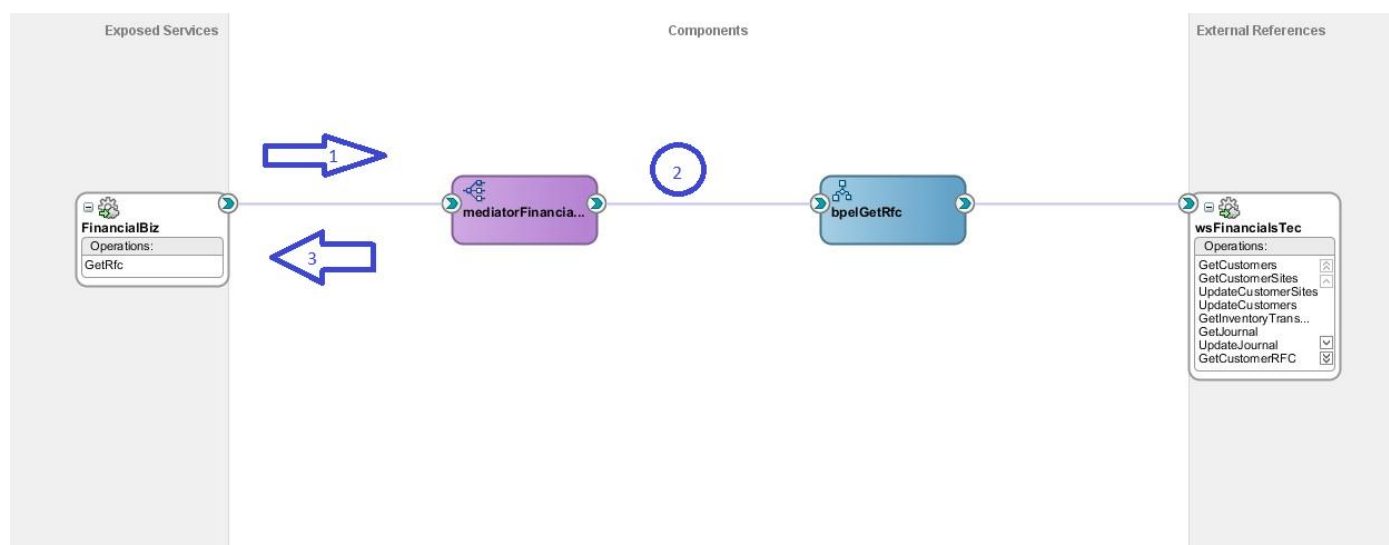 Exposed Services
Components
External References
1
2
3
FinancialBiz
Operations:
GetRfc
mediatorFinancia...
bpelGetRfc
wsFinancialsTec
Operations:
GetCustomers
GetCustomerSites
UpdateCustomerSites
UpdateCustomers
GetInventoryTrans...
GetJournal
UpdateJournal
GetCustomerRFC